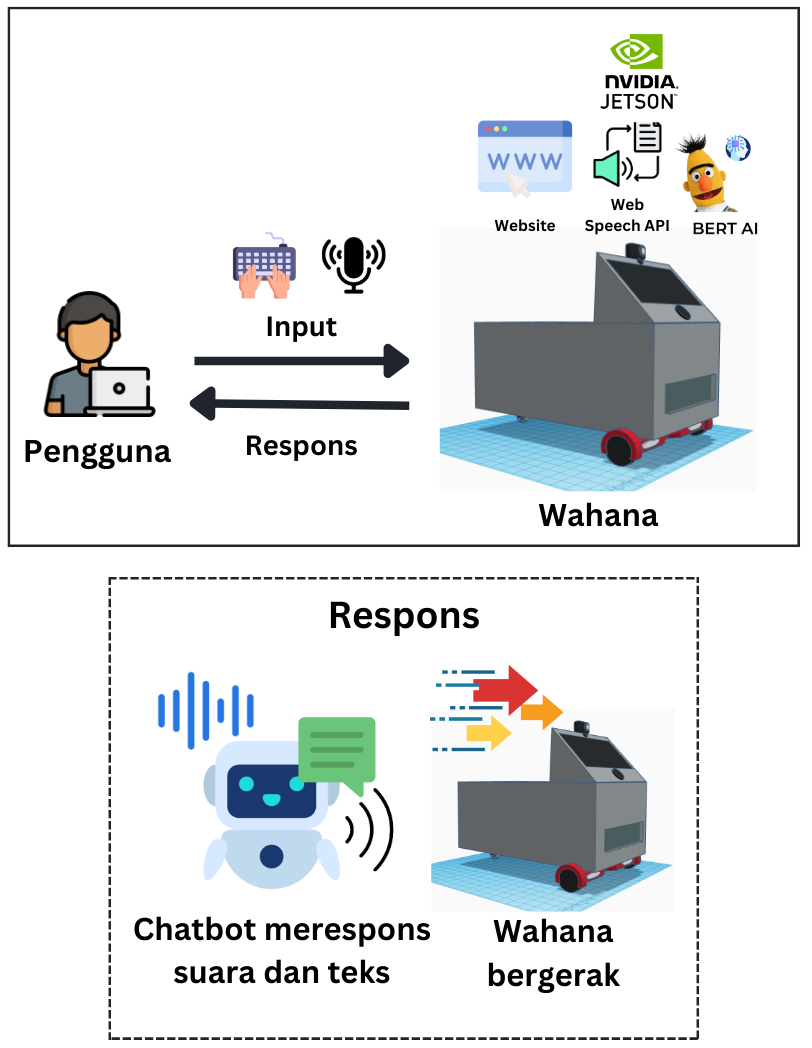 NVIDIA.
JETSON™
WWW
Website
Web
Speech API
BERT AI
Input
Respons
Pengguna
Wahana
Respons
Chatbot merespons
suara dan teks
Wahana
bergerak